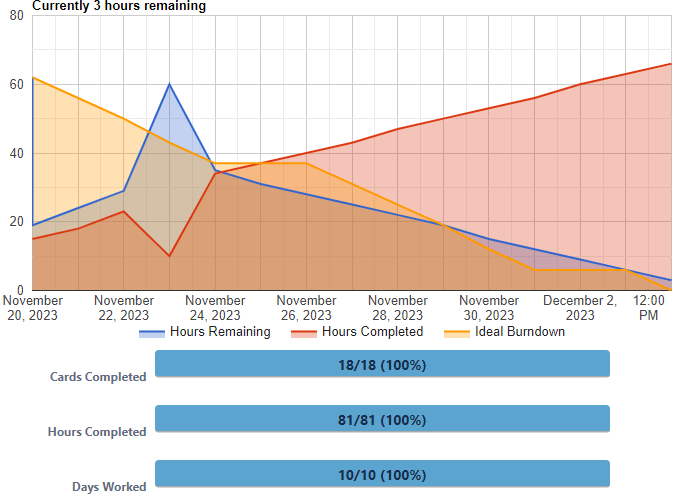 Currently 3 hours remaining
80
60
40
20
0
November 20, 2023
November 22, 2023
November 24, 2023
November 26, 2023
November 28, 2023
November 30, 2023
December 2, 2023
12:00 PM
Hours Remaining
Hours Completed
Ideal Burndown
Cards Completed
18/18 (100%)
Hours Completed
81/81 (100%)
Days Worked
10/10 (100%)